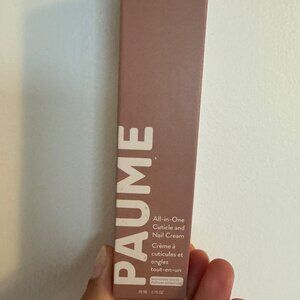 PAUME
All-in-One
Cuticle and
Nail Cream
Crème à
cuticules et
ongles
tout-en-un